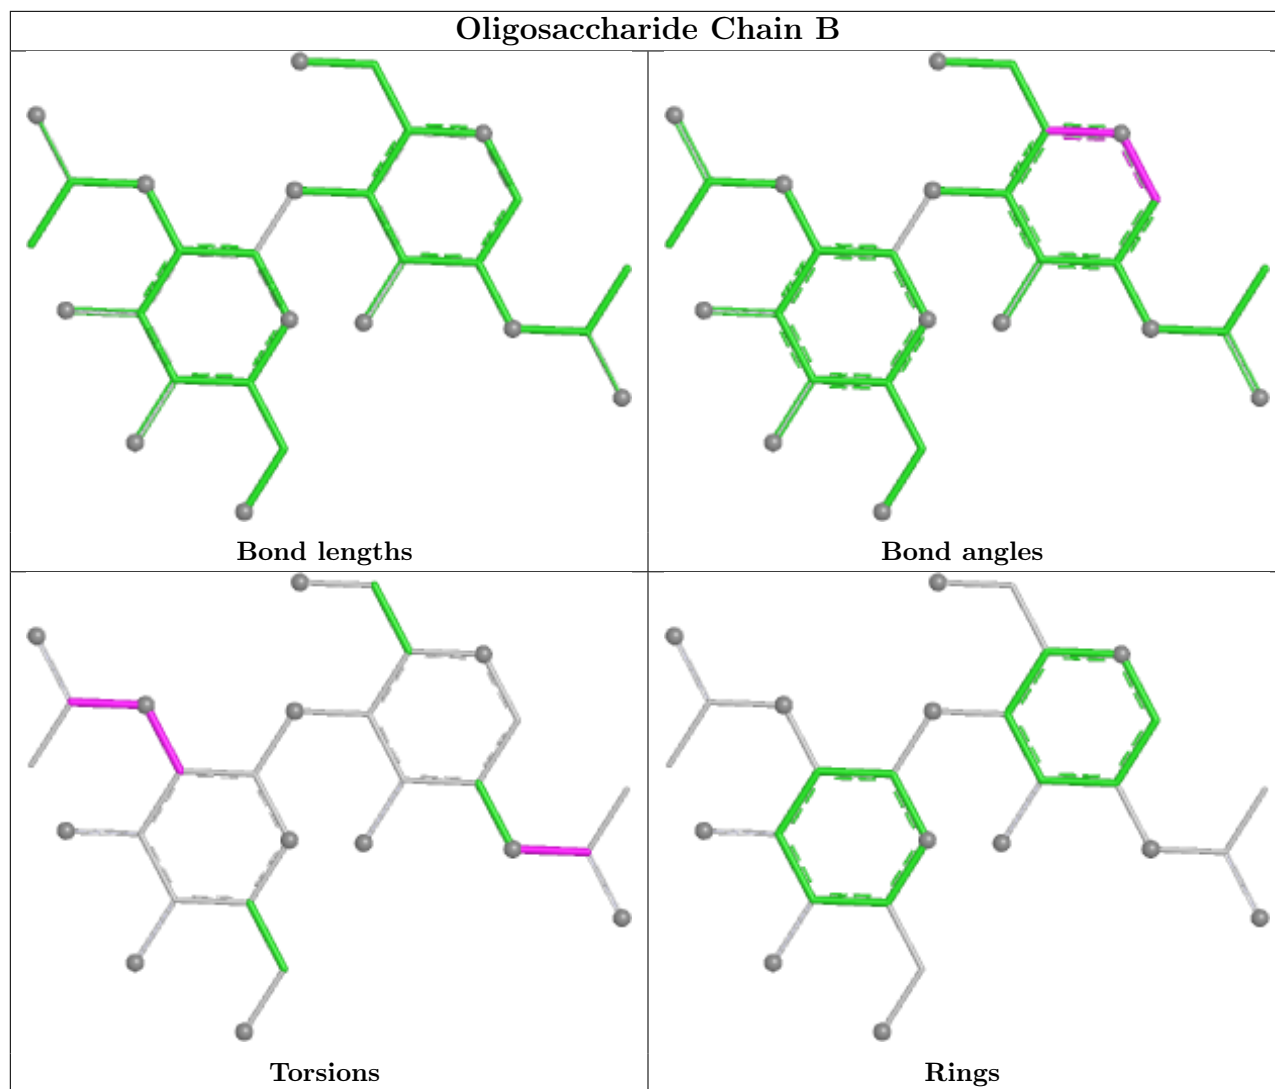 Oligosaccharide Chain B
Bond lengths
Bond angles
Torsions
Rings